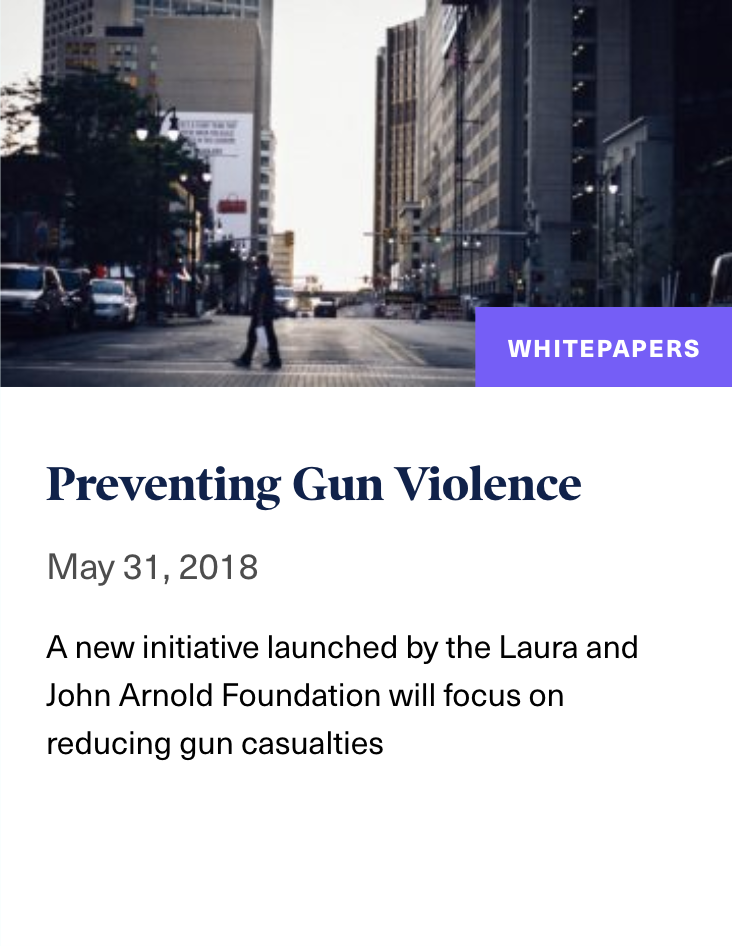 WHITEPAPERS
Preventing Gun Violence
May 31, 2018
A new initiative launched by the Laura and
John Arnold Foundation will focus on
reducing gun casualties